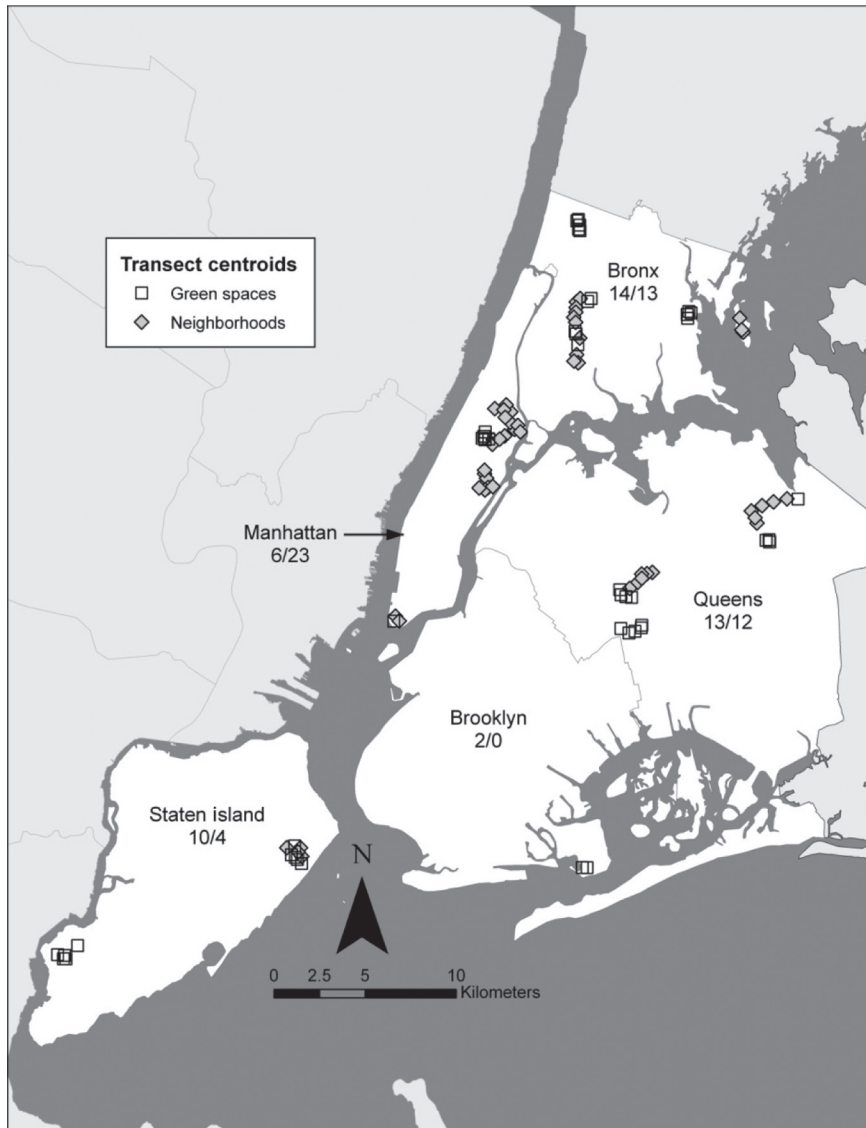 Transect centroids
Green spaces
Neighborhoods
Bronx
14/13
Manhattan
6/23
Queens
13/12
Brooklyn
2/0
Staten island
10/4
N
0 2.5 5 10
Kilometers